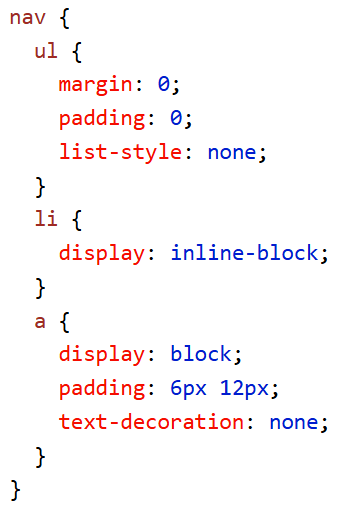 nav {
  ul {
    margin: 0;
    padding: 0;
    list-style: none;
  }
  li {
    display: inline-block;
  }
  a {
    display: block;
    padding: 6px 12px;
    text-decoration: none;
  }
}